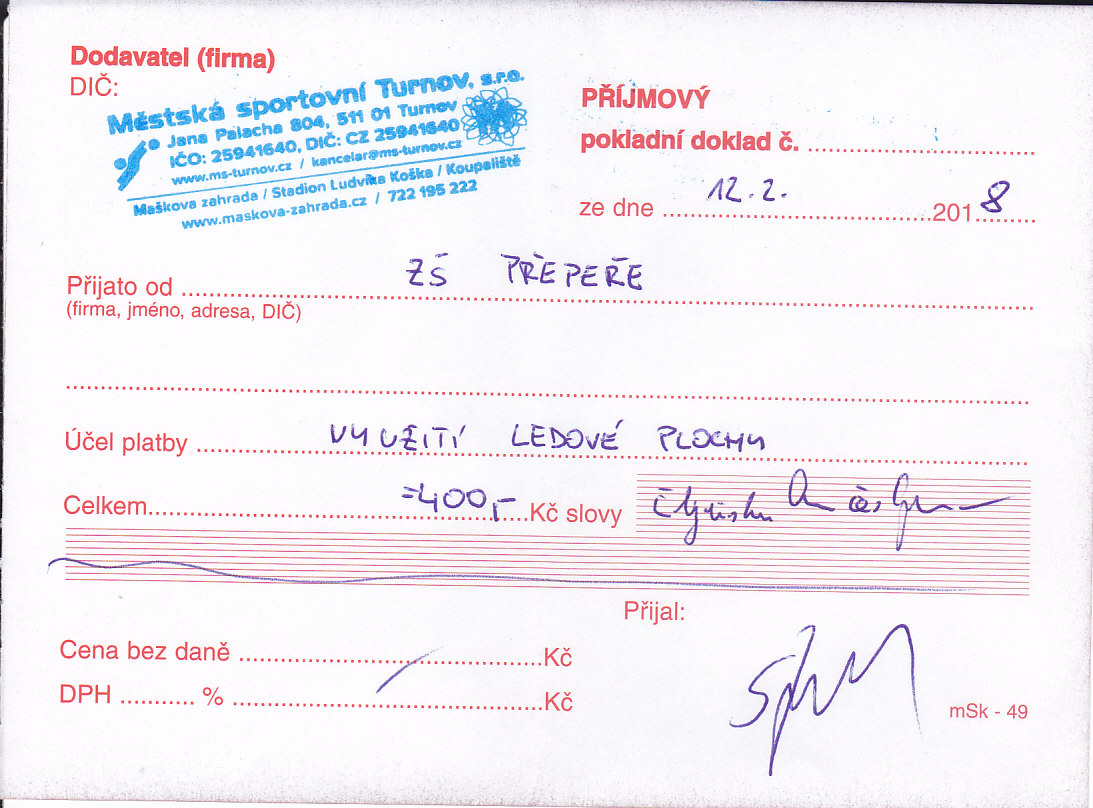 Dodavatel (firma)
DIČ:
Městská sportovní Turnov, s.r.o.
Jana Palacha 804, 511 01 Turnov
IČO: 25941640, DIČ: CZ 25941640
www.ms-turnov.cz / kancelar@ms-turnov.cz
Maškova zahrada / Stadion Ludvíka Koška / Koupaliště
www.maskova-zahrada.cz / 722 195 222
PŘÍJMOVÝ
pokladní doklad č.
ze dne 12.2. 2018
Přijato od ZŠ PŘEPEŘE
(firma, jméno, adresa, DIČ)
Účel platby VYUŽITÍ LEDOVÉ PLOCHY
Celkem =400,- Kč slovy
Přijal:
Cena bez daně Kč
DPH % Kč
mSk - 49